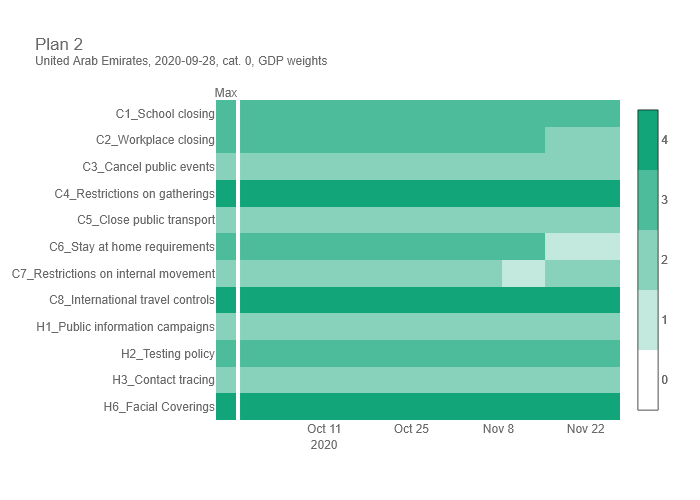 Plan 2
United Arab Emirates, 2020-09-28, cat. 0, GDP weights
Max
C1_School closing
C2_Workplace closing
C3_Cancel public events
C4_Restrictions on gatherings
C5_Close public transport
C6_Stay at home requirements
C7_Restrictions on internal movement
C8_International travel controls
H1_Public information campaigns
H2_Testing policy
H3_Contact tracing
H6_Facial Coverings
Oct 11
2020
Oct 25
Nov 8
Nov 22
4
3
2
1
0